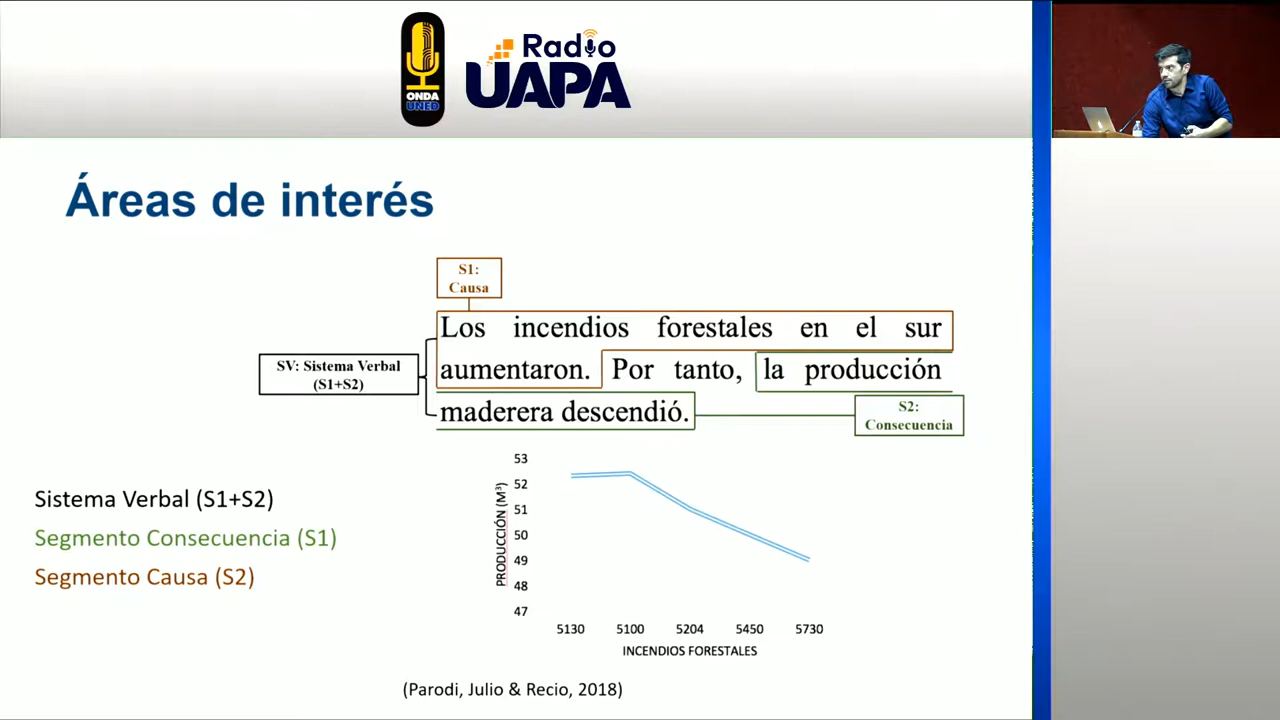 ONDA
UNED
Radio
UAPA
Áreas de interés
S1:
Causa
Los incendios forestales en el sur
aumentaron. Por tanto, la producción
maderera descendió.
SV: Sistema Verbal
(S1+S2)
S2:
Consecuencia
Sistema Verbal (S1+S2)
Segmento Consecuencia (S1)
Segmento Causa (S2)
PRODUCCIÓN (M³)
53
52
51
50
49
48
47
5130 5100 5204 5450 5730
INCENDIOS FORESTALES
(Parodi, Julio & Recio, 2018)